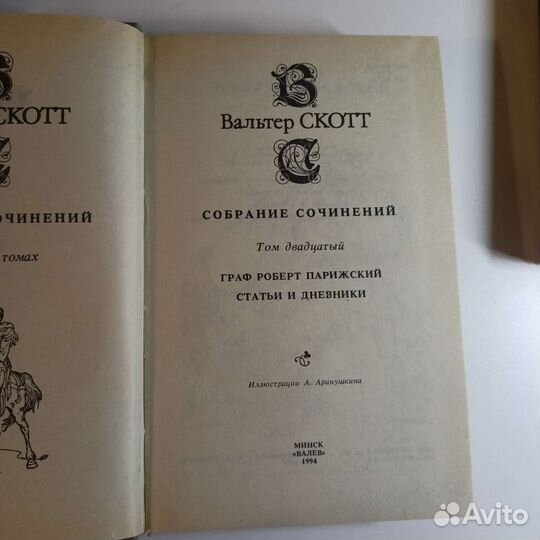 В
СКОТТ
С
ОЧИНЕНИЙ
томах
В
Вальтер СКОТТ
С
СОБРАНИЕ СОЧИНЕНИЙ
Том двадцатый
ГРАФ РОБЕРТ ПАРИЖСКИЙ
СТАТЬИ И ДНЕВНИКИ
Иллюстрации А. Аринушкина
МИНСК
«ВАЛЕВ»
1994
Avito